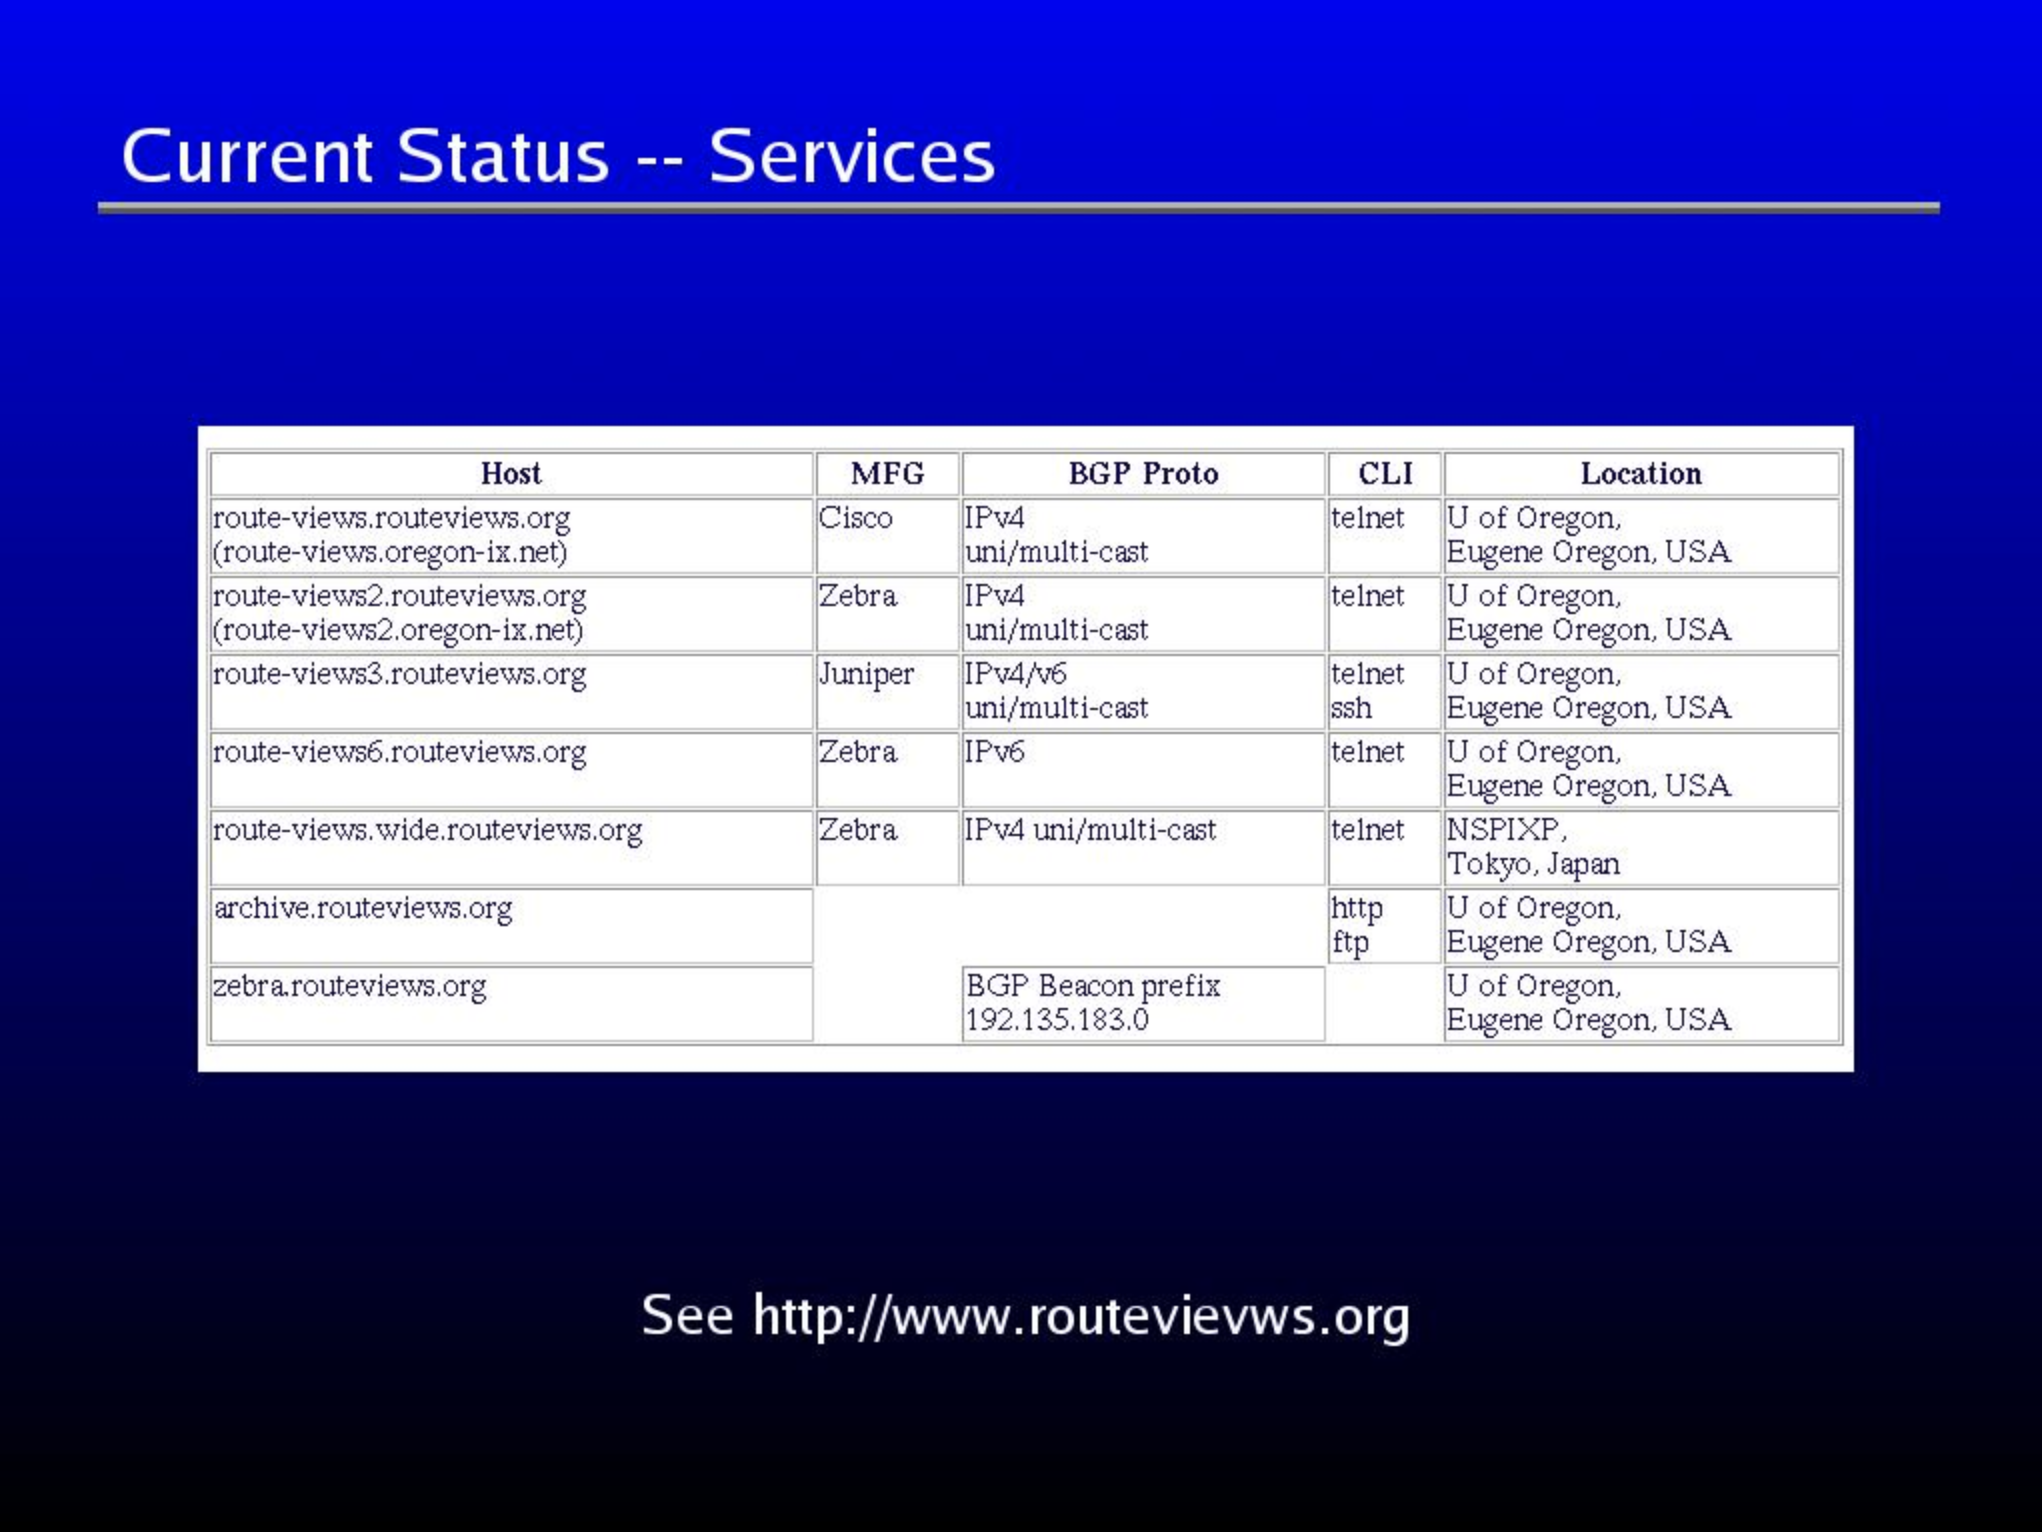 Current Status -- Services
Host MFG BGP Proto CLI Location
route-views.routeviews.org Cisco IPv4 telnet U of Oregon,
(route-views.oregon-ix.net) uni/multi-cast Eugene Oregon, USA
route-views2.routeviews.org Zebra IPv4 telnet U of Oregon,
(route-views2.oregon-ix.net) uni/multi-cast Eugene Oregon, USA
route-views3.routeviews.org Juniper IPv4/v6 telnet U of Oregon,
uni/multi-cast ssh Eugene Oregon, USA
route-views6.routeviews.org Zebra IPv6 telnet U of Oregon,
Eugene Oregon, USA
route-views.wide.routeviews.org Zebra IPv4 uni/multi-cast telnet NSPIXP,
Tokyo, Japan
archive.routeviews.org http U of Oregon,
ftp Eugene Oregon, USA
zebra.routeviews.org BGP Beacon prefix U of Oregon,
192.135.183.0 Eugene Oregon, USA
See http://www.routevievws.org